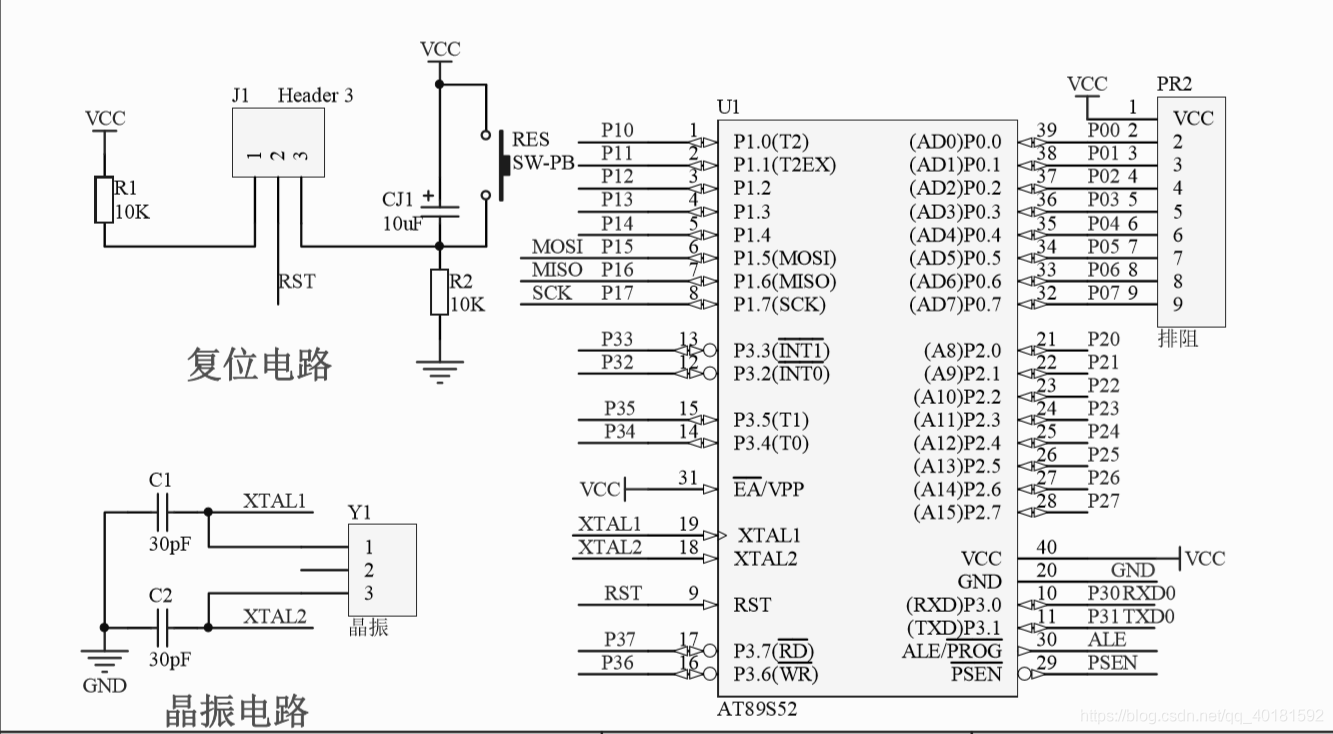 VCC
R1
10K
J1 Header 3
1 2 3
RST
VCC
RES
SW-PB
CJ1 +
10uF
R2
10K
复位电路
C1
30pF
XTAL1
C2
30pF
XTAL2
GND
Y1
1
2
3
晶振
晶振电路
U1
P10 1 P1.0(T2)
P11 2 P1.1(T2EX)
P12 3 P1.2
P13 4 P1.3
P14 5 P1.4
MOSI P15 6 P1.5(MOSI)
MISO P16 7 P1.6(MISO)
SCK P17 8 P1.7(SCK)
P33 13 P3.3(INT1)
P32 12 P3.2(INT0)
P35 15 P3.5(T1)
P34 14 P3.4(T0)
VCC 31 EA/VPP
XTAL1 19 XTAL1
XTAL2 18 XTAL2
RST 9 RST
P37 17 P3.7(RD)
P36 16 P3.6(WR)
AT89S52
(AD0)P0.0 39 P00 2
(AD1)P0.1 38 P01 3
(AD2)P0.2 37 P02 4
(AD3)P0.3 36 P03 5
(AD4)P0.4 35 P04 6
(AD5)P0.5 34 P05 7
(AD6)P0.6 33 P06 8
(AD7)P0.7 32 P07 9
(A8)P2.0 21 P20
(A9)P2.1 22 P21
(A10)P2.2 23 P22
(A11)P2.3 24 P23
(A12)P2.4 25 P24
(A13)P2.5 26 P25
(A14)P2.6 27 P26
(A15)P2.7 28 P27
VCC 40 VCC
GND 20 GND
(RXD)P3.0 10 P30 RXD0
(TXD)P3.1 11 P31 TXD0
ALE/PROG 30 ALE
PSEN 29 PSEN
VCC
1
PR2
VCC
2
3
4
5
6
7
8
9
排阻
https://blog.csdn.net/qq_40181592